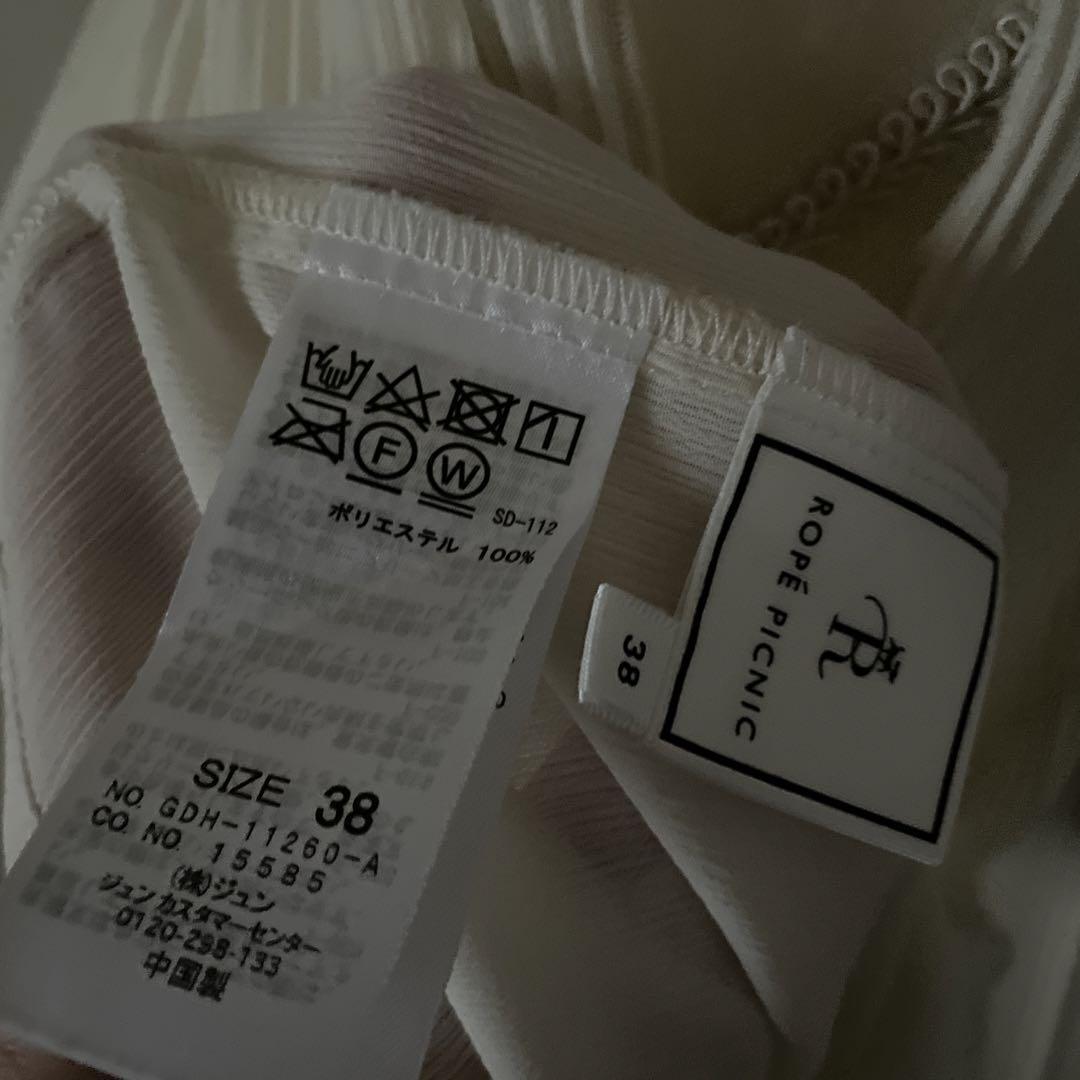 F W
SD-112
ポリエステル 100%
SIZE 38
NO. GDH-11260-A
CO. NO. 15585
(株)ジュン
ジュンカスタマーセンター
0120-298-133
中国製
38
R
ROPÉ PICNIC